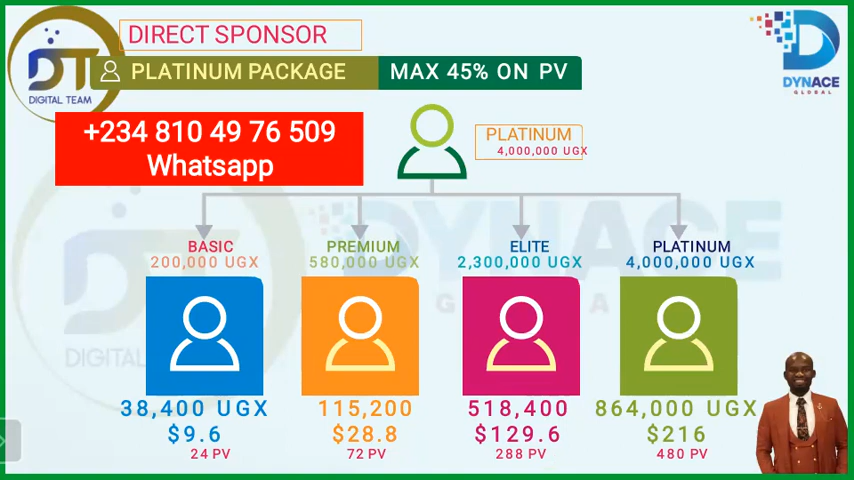 DIRECT SPONSOR
PLATINUM PACKAGE
MAX 45% ON PV
DT
DIGITAL TEAM
DYNACE
GLOBAL
+234 810 49 76 509
Whatsapp
PLATINUM
4,000,000 UGX
BASIC
200,000 UGX
PREMIUM
580,000 UGX
ELITE
2,300,000 UGX
PLATINUM
4,000,000 UGX
DYNACE
G A
DIGITAL
38,400 UGX
$9.6
24 PV
115,200
$28.8
72 PV
518,400
$129.6
288 PV
864,000 UGX
$216
480 PV